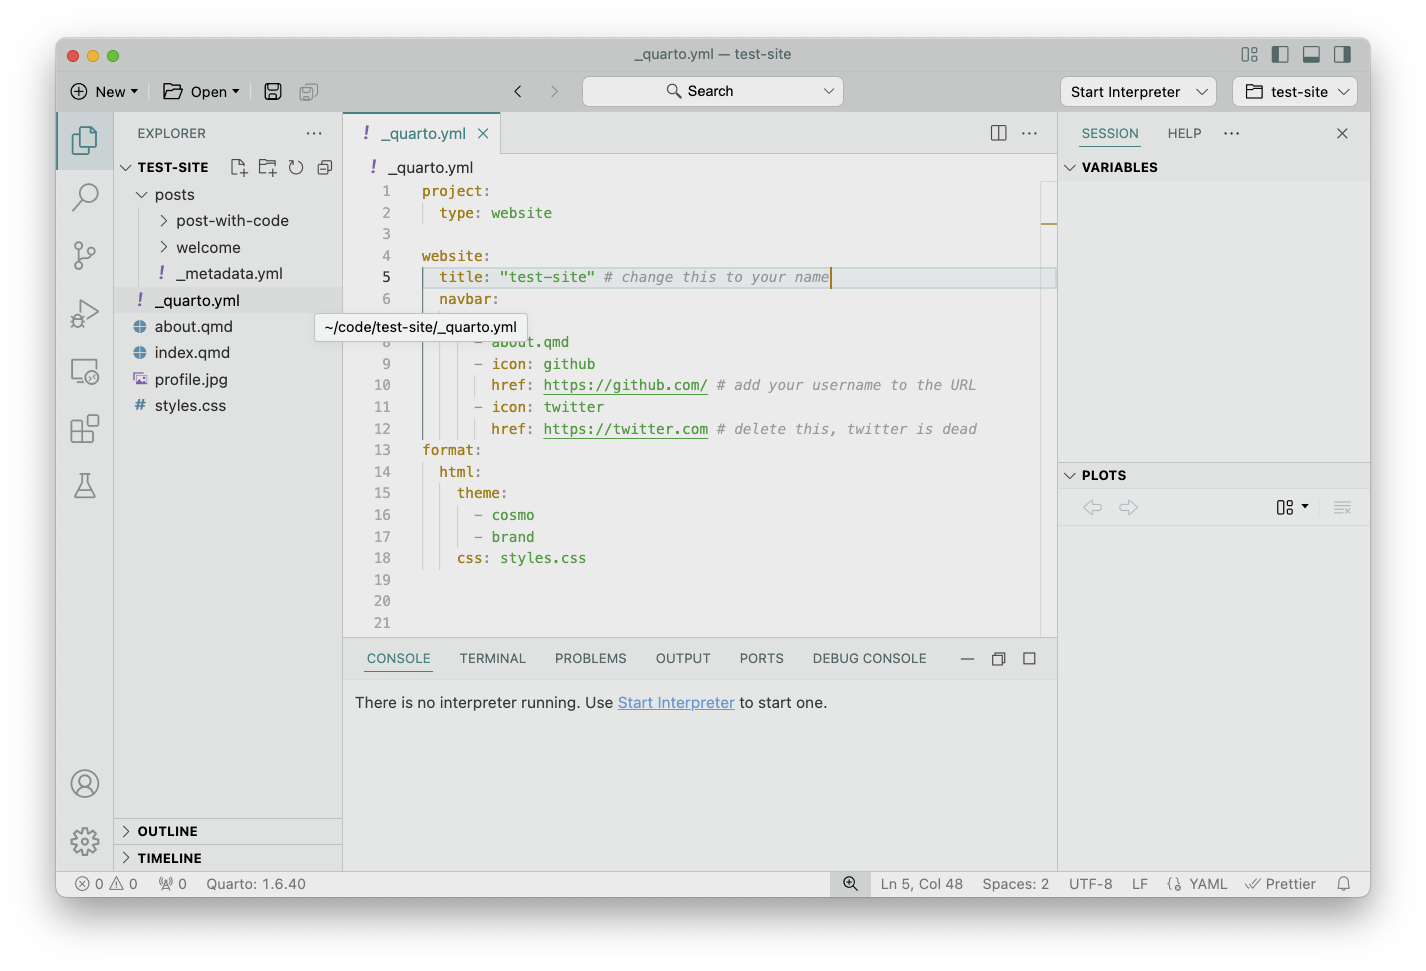 _quarto.yml — test-site
New
Open
Search
Start Interpreter
test-site
EXPLORER
TEST-SITE
posts
post-with-code
welcome
! _metadata.yml
! _quarto.yml
about.qmd
index.qmd
profile.jpg
# styles.css
OUTLINE
TIMELINE
! _quarto.yml
! _quarto.yml
1 project:
2 type: website
3
4 website:
5 title: "test-site" # change this to your name
6 navbar:
~/code/test-site/_quarto.yml
8 - about.qmd
9 - icon: github
10 href: https://github.com/ # add your username to the URL
11 - icon: twitter
12 href: https://twitter.com # delete this, twitter is dead
13 format:
14 html:
15 theme:
16 - cosmo
17 - brand
18 css: styles.css
19
20
21
CONSOLE TERMINAL PROBLEMS OUTPUT PORTS DEBUG CONSOLE
There is no interpreter running. Use Start Interpreter to start one.
SESSION HELP
VARIABLES
PLOTS
0 0 0 Quarto: 1.6.40
Ln 5, Col 48 Spaces: 2 UTF-8 LF YAML Prettier